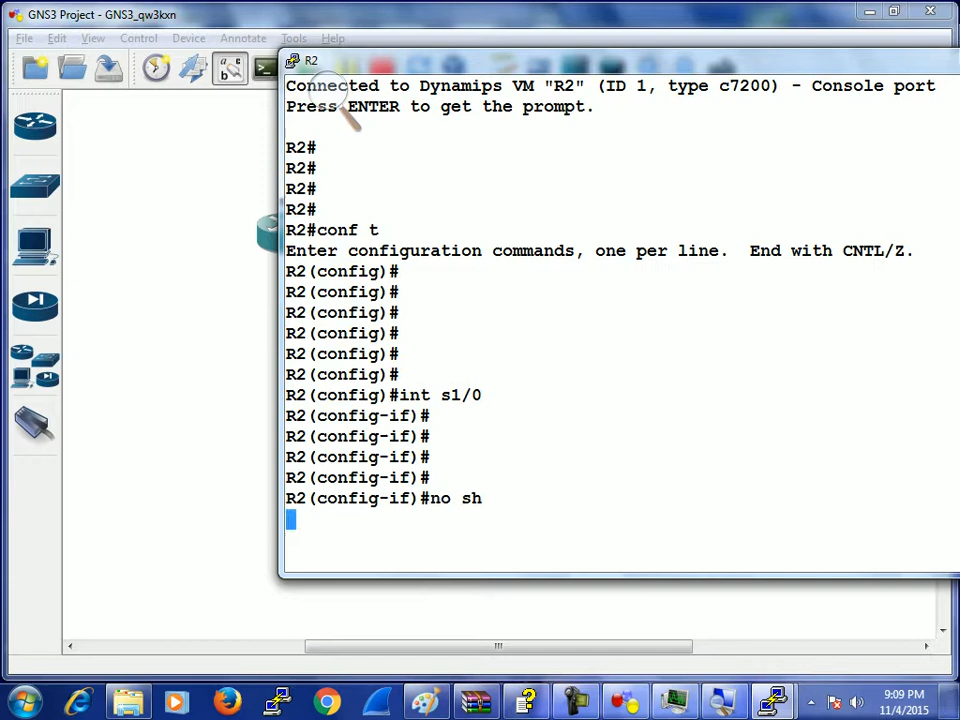 GNS3 Project - GNS3_qw3kxn
File Edit View Control Device Annotate Tools Help
R2
Connected to Dynamips VM "R2" (ID 1, type c7200) - Console port
Press ENTER to get the prompt.
R2#
R2#
R2#
R2#
R2#conf t
Enter configuration commands, one per line.  End with CNTL/Z.
R2(config)#
R2(config)#
R2(config)#
R2(config)#
R2(config)#
R2(config)#
R2(config)#int s1/0
R2(config-if)#
R2(config-if)#
R2(config-if)#
R2(config-if)#
R2(config-if)#no sh
9:09 PM
11/4/2015